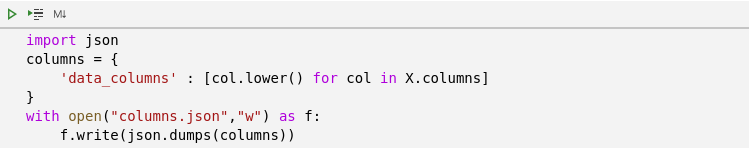 M↓
import json
columns = {
    'data_columns' : [col.lower() for col in X.columns]
}
with open("columns.json","w") as f:
    f.write(json.dumps(columns))